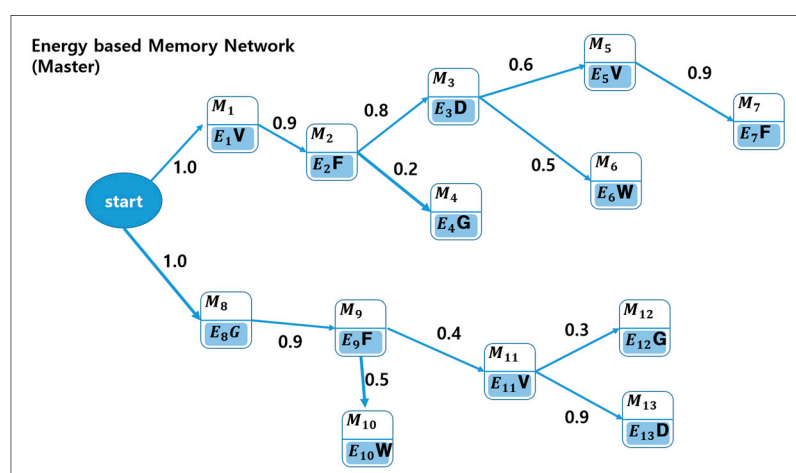 Energy based Memory Network
(Master)
M₁
E₁V
0.9
1.0
M₂
E₂F
0.8
0.2
M₃
E₃D
0.6
0.5
M₄
E₄G
M₅
E₅V
0.9
M₆
E₆W
M₇
E₇F
start
1.0
M₈
E₈G
0.9
M₉
E₉F
0.4
0.5
M₁₀
E₁₀W
M₁₁
E₁₁V
0.3
0.9
M₁₂
E₁₂G
M₁₃
E₁₃D